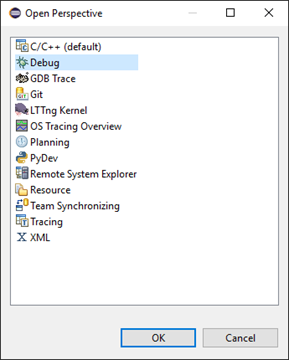 Open Perspective
C/C++ (default)
Debug
GDB Trace
Git
LTTng Kernel
OS Tracing Overview
Planning
PyDev
Remote System Explorer
Resource
Team Synchronizing
Tracing
XML
OK
Cancel